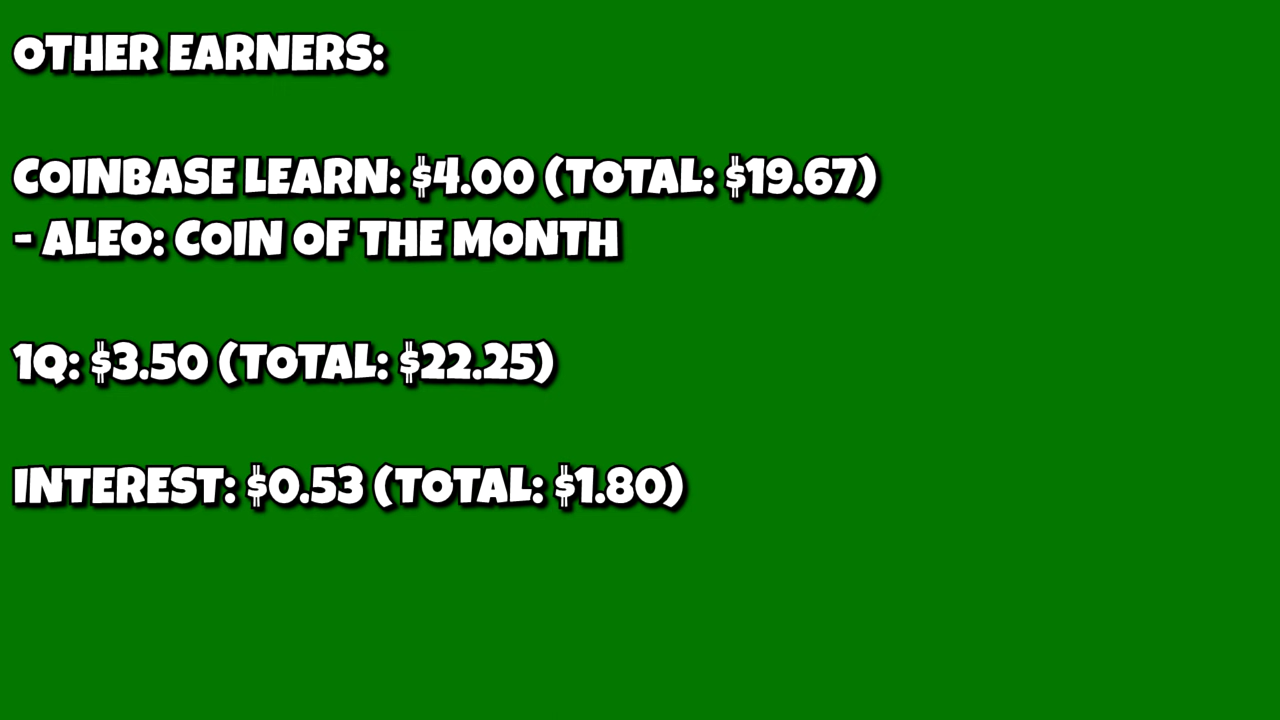 OTHER EARNERS:
COINBASE LEARN: $4.00 (TOTAL: $19.67)
- ALEO: COIN OF THE MONTH
1Q: $3.50 (TOTAL: $22.25)
INTEREST: $0.53 (TOTAL: $1.80)